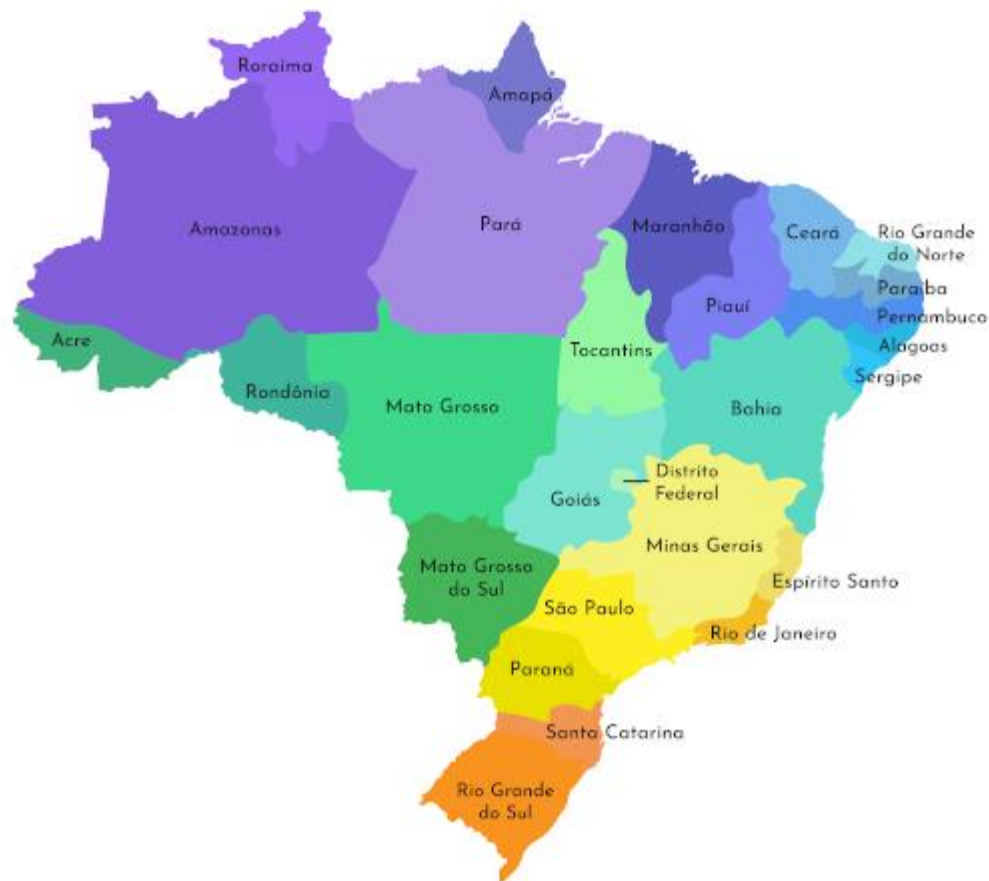 Roraima
Amapá
Amazonas
Pará
Maranhão
Ceará
Rio Grande
do Norte
Paraíba
Piauí
Pernambuco
Acre
Tocantins
Alagoas
Sergipe
Rondônia
Mato Grosso
Bahia
Distrito
Federal
Goiás
Minas Gerais
Mato Grosso
do Sul
Espírito Santo
São Paulo
Rio de Janeiro
Paraná
Santa Catarina
Rio Grande
do Sul